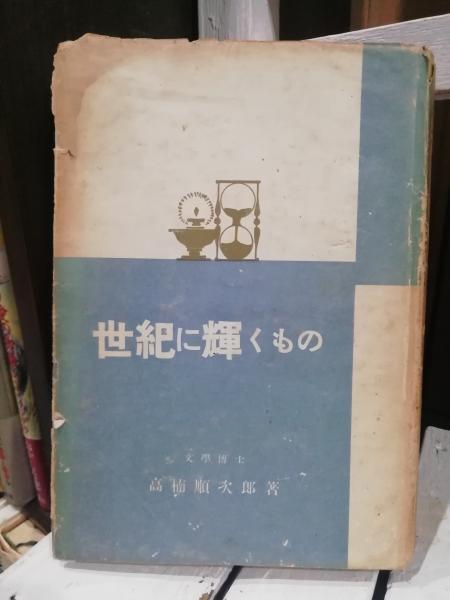 世紀に輝くもの
文學博士
高楠順次郎著